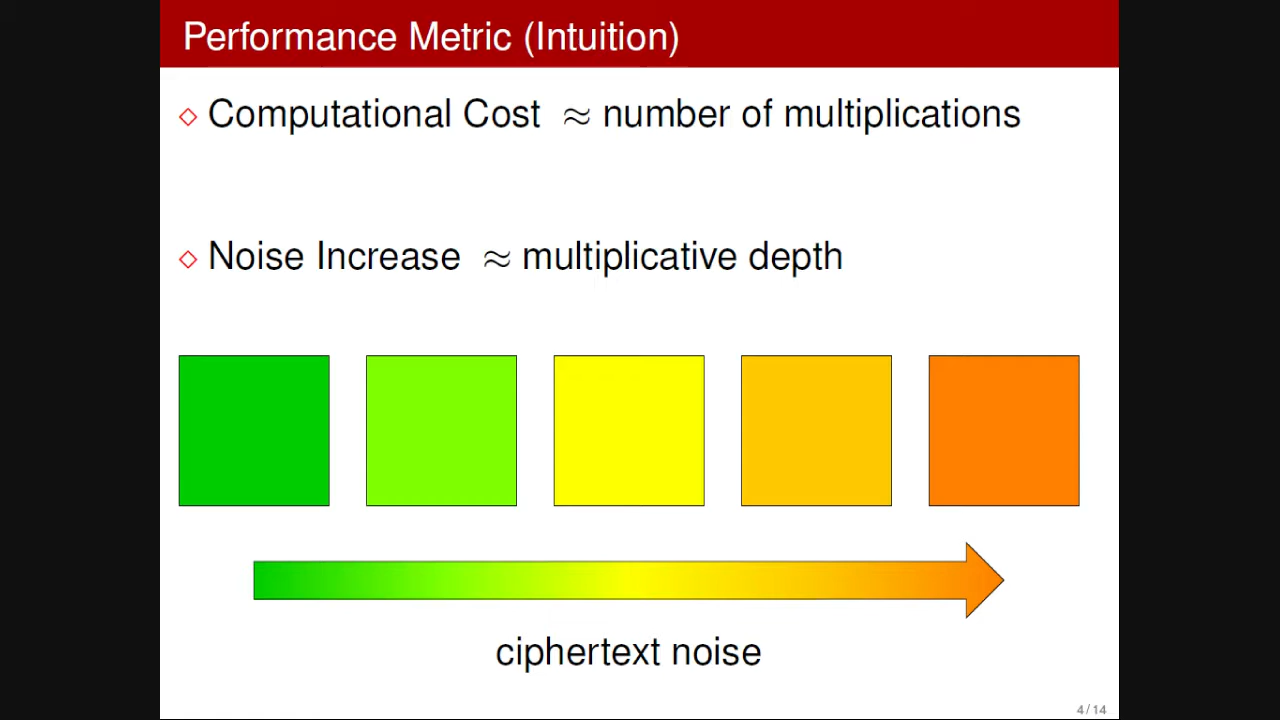 Performance Metric (Intuition)
◇ Computational Cost ≈ number of multiplications
◇ Noise Increase ≈ multiplicative depth
ciphertext noise
4/14